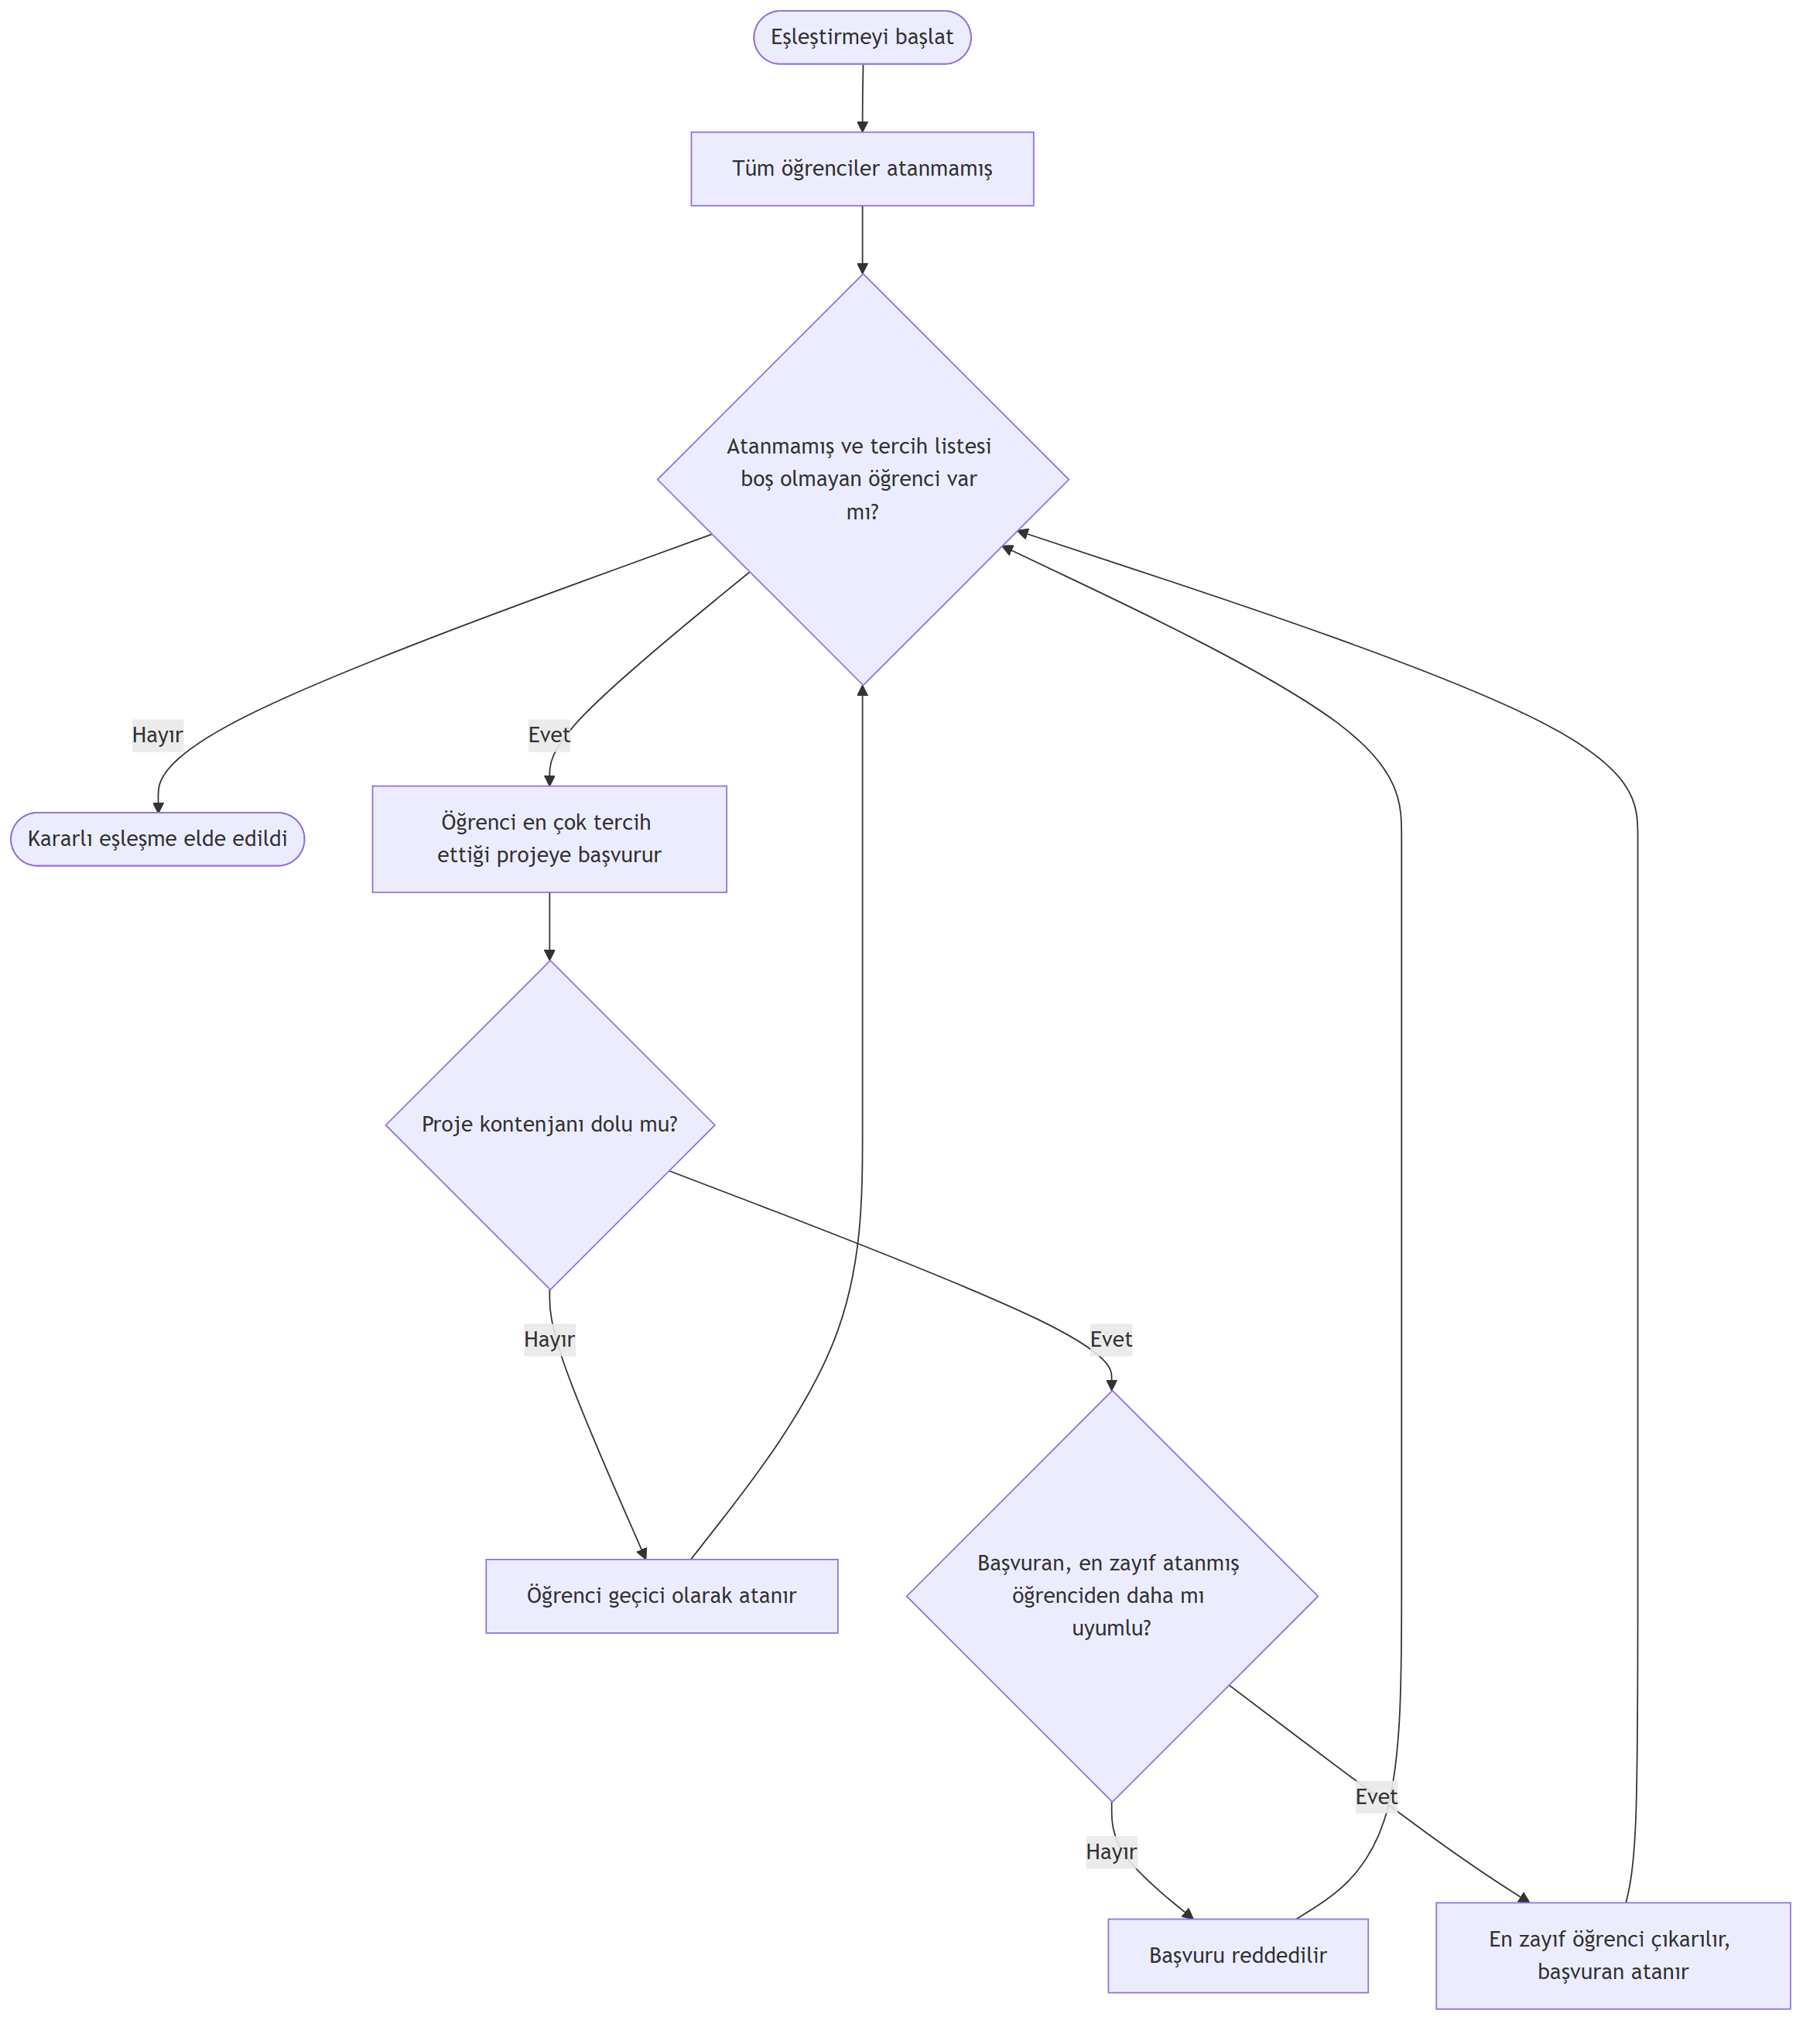 Eşleştirmeyi başlat
Tüm öğrenciler atanmamış
Atanmamış ve tercih listesi
boş olmayan öğrenci var
mı?
Hayır
Evet
Kararlı eşleşme elde edildi
Öğrenci en çok tercih
ettiği projeye başvurur
Proje kontenjanı dolu mu?
Hayır
Evet
Öğrenci geçici olarak atanır
Başvuran, en zayıf atanmış
öğrenciden daha mı
uyumlu?
Evet
Hayır
Başvuru reddedilir
En zayıf öğrenci çıkarılır,
başvuran atanır